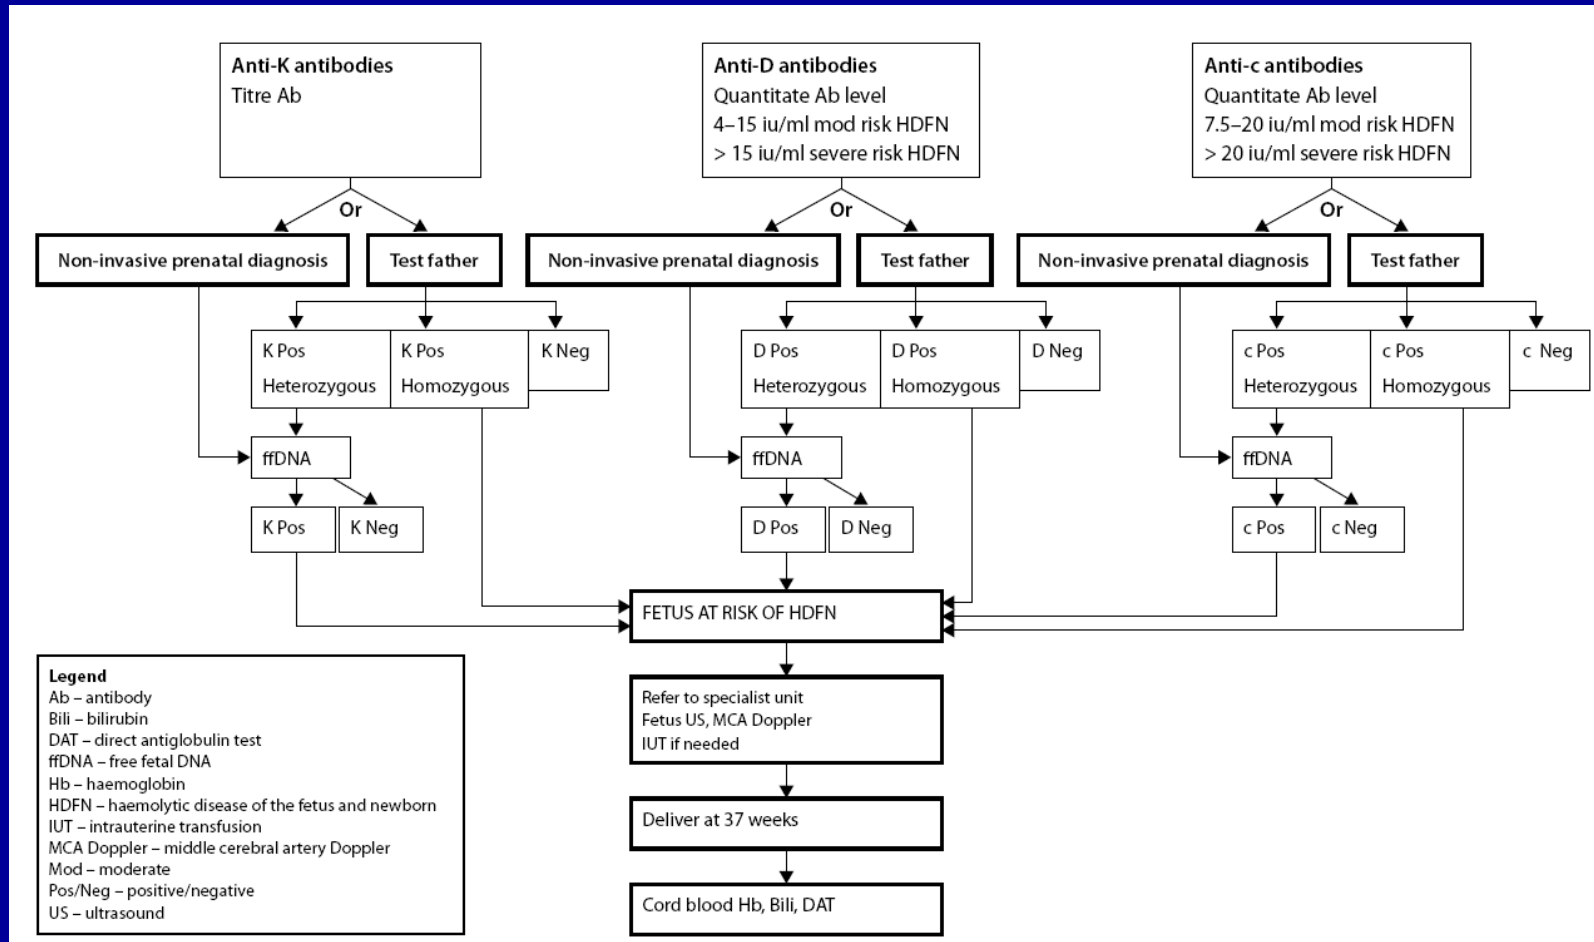 Anti-K antibodies
Titre Ab
Anti-D antibodies
Quantitate Ab level
4–15 iu/ml mod risk HDFN
> 15 iu/ml severe risk HDFN
Anti-c antibodies
Quantitate Ab level
7.5–20 iu/ml mod risk HDFN
> 20 iu/ml severe risk HDFN
Or
Or
Or
Non-invasive prenatal diagnosis
Test father
Non-invasive prenatal diagnosis
Test father
Non-invasive prenatal diagnosis
Test father
K Pos
Heterozygous
K Pos
Homozygous
K Neg
D Pos
Heterozygous
D Pos
Homozygous
D Neg
c Pos
Heterozygous
c Pos
Homozygous
c Neg
ffDNA
ffDNA
ffDNA
K Pos
K Neg
D Pos
D Neg
c Pos
c Neg
FETUS AT RISK OF HDFN
Refer to specialist unit
Fetus US, MCA Doppler
IUT if needed
Deliver at 37 weeks
Cord blood Hb, Bili, DAT
Legend
Ab – antibody
Bili – bilirubin
DAT – direct antiglobulin test
ffDNA – free fetal DNA
Hb – haemoglobin
HDFN – haemolytic disease of the fetus and newborn
IUT – intrauterine transfusion
MCA Doppler – middle cerebral artery Doppler
Mod – moderate
Pos/Neg – positive/negative
US – ultrasound